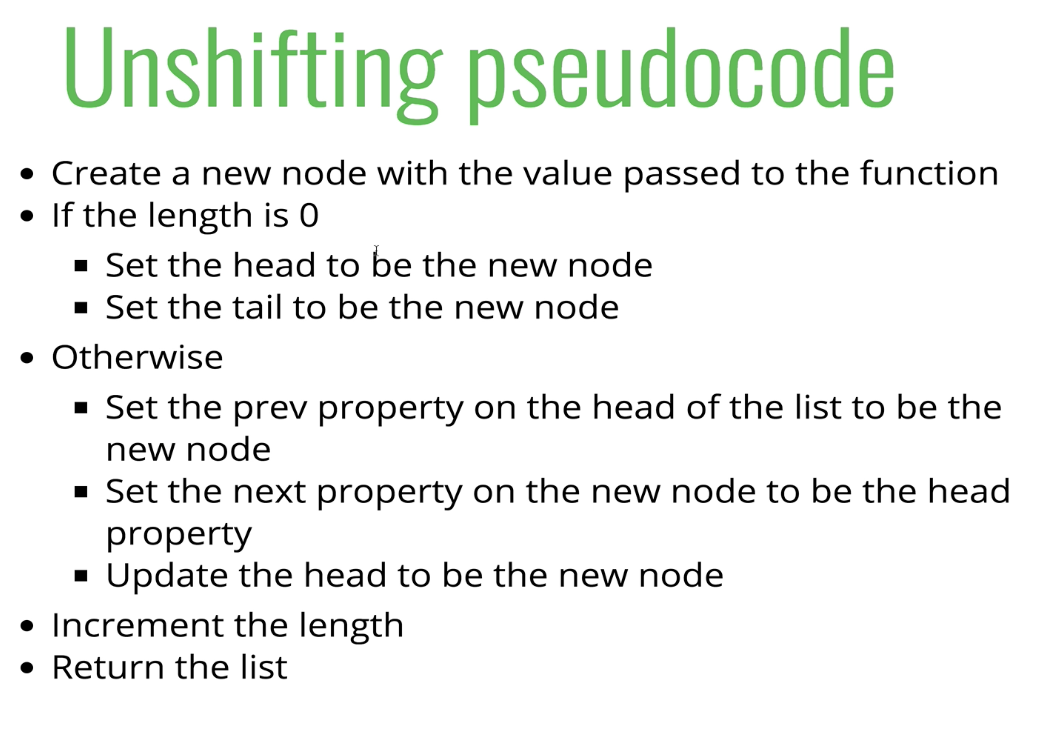 Unshifting pseudocode
• Create a new node with the value passed to the function
• If the length is 0
▪ Set the head to be the new node
▪ Set the tail to be the new node
• Otherwise
▪ Set the prev property on the head of the list to be the
new node
▪ Set the next property on the new node to be the head
property
▪ Update the head to be the new node
• Increment the length
• Return the list